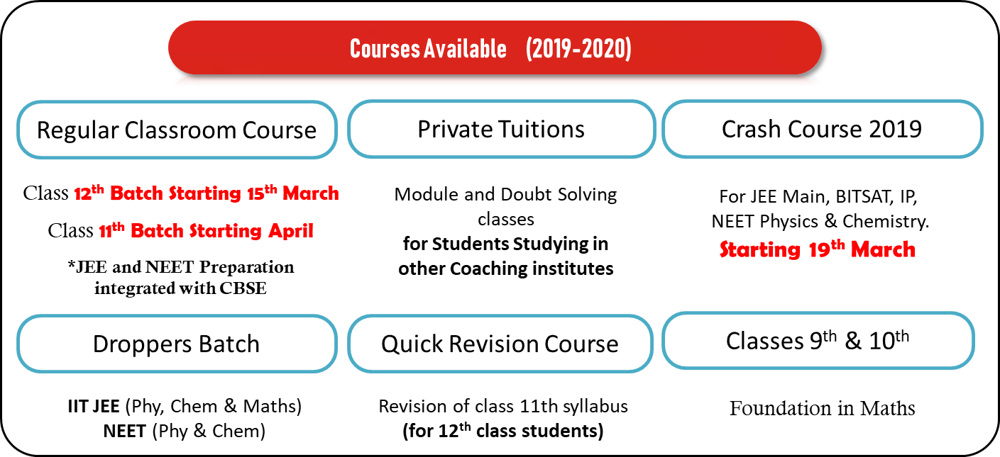 Courses Available (2019-2020)
Regular Classroom Course
Class 12th Batch Starting 15th March
Class 11th Batch Starting April
*JEE and NEET Preparation
integrated with CBSE
Private Tuitions
Module and Doubt Solving
classes
for Students Studying in
other Coaching institutes
Crash Course 2019
For JEE Main, BITSAT, IP,
NEET Physics & Chemistry.
Starting 19th March
Droppers Batch
IIT JEE (Phy, Chem & Maths)
NEET (Phy & Chem)
Quick Revision Course
Revision of class 11th syllabus
(for 12th class students)
Classes 9th & 10th
Foundation in Maths